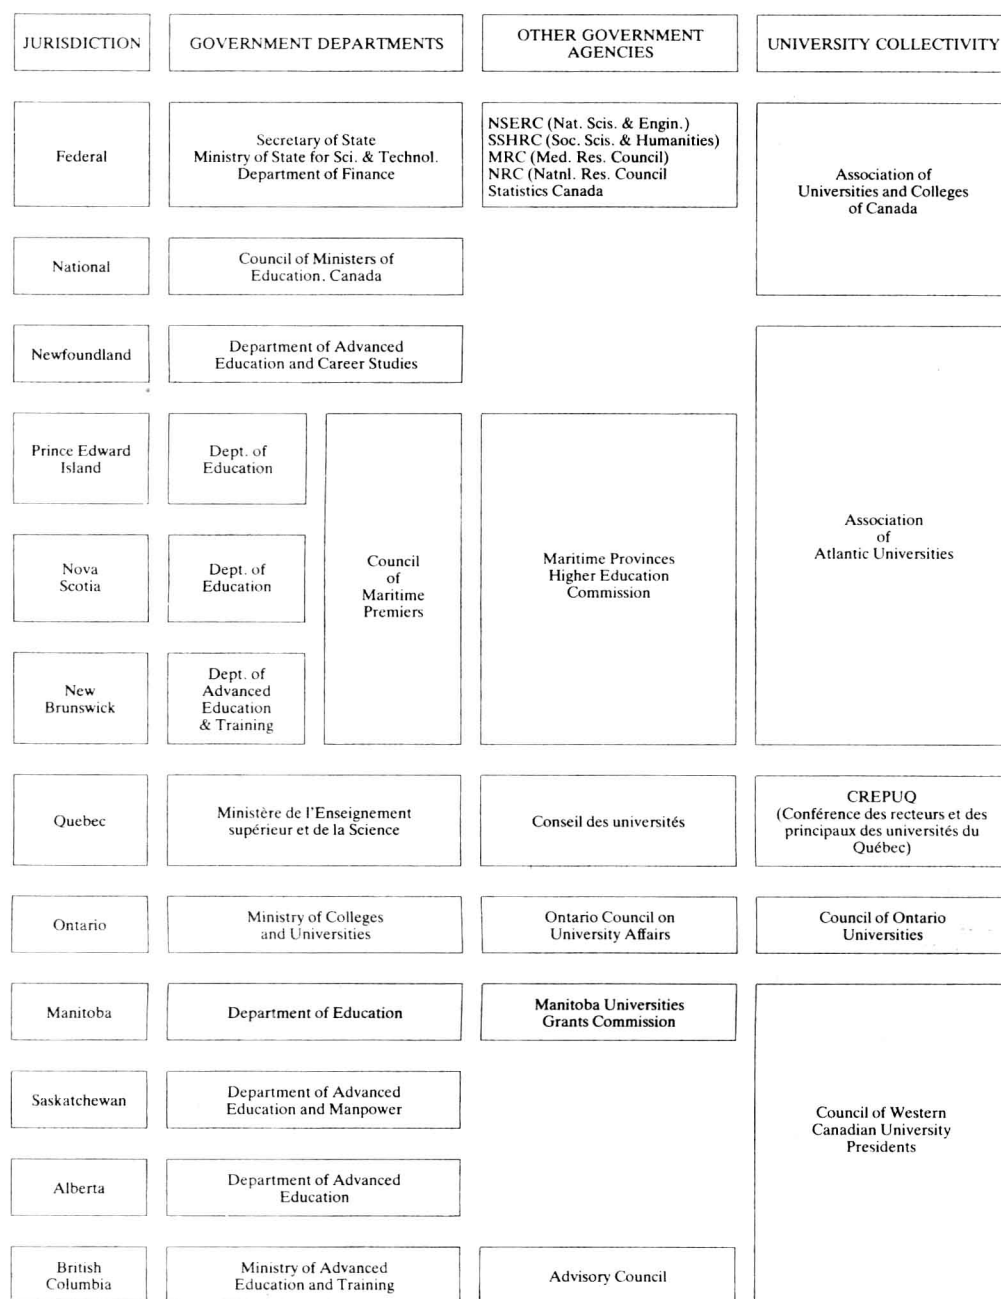 JURISDICTION
GOVERNMENT DEPARTMENTS
OTHER GOVERNMENT
AGENCIES
UNIVERSITY COLLECTIVITY
Federal
Secretary of State
Ministry of State for Sci. & Technol.
Department of Finance
NSERC (Nat. Scis. & Engin.)
SSHRC (Soc. Scis. & Humanities)
MRC (Med. Res. Council)
NRC (Natnl. Res. Council
Statistics Canada
Association of
Universities and Colleges
of Canada
National
Council of Ministers of
Education, Canada
Newfoundland
Department of Advanced
Education and Career Studies
Prince Edward
Island
Dept. of
Education
Nova
Scotia
Dept. of
Education
New
Brunswick
Dept. of
Advanced
Education
& Training
Council
of
Maritime
Premiers
Maritime Provinces
Higher Education
Commission
Association
of
Atlantic Universities
Quebec
Ministère de l'Enseignement
supérieur et de la Science
Conseil des universités
CREPUQ
(Conférence des recteurs et des
principaux des universités du
Québec)
Ontario
Ministry of Colleges
and Universities
Ontario Council on
University Affairs
Council of Ontario
Universities
Manitoba
Department of Education
Manitoba Universities
Grants Commission
Saskatchewan
Department of Advanced
Education and Manpower
Council of Western
Canadian University
Presidents
Alberta
Department of Advanced
Education
British
Columbia
Ministry of Advanced
Education and Training
Advisory Council